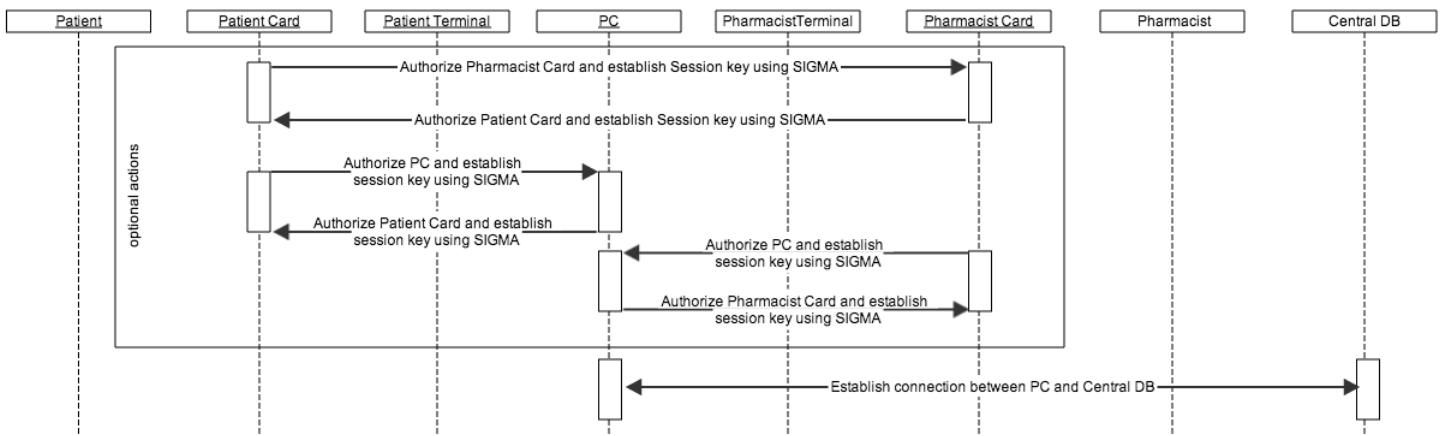 Patient
Patient Card
Patient Terminal
PC
PharmacistTerminal
Pharmacist Card
Pharmacist
Central DB
optional actions
Authorize Pharmacist Card and establish Session key using SIGMA
Authorize Patient Card and establish Session key using SIGMA
Authorize PC and establish
session key using SIGMA
Authorize Patient Card and establish
session key using SIGMA
Authorize PC and establish
session key using SIGMA
Authorize Pharmacist Card and establish
session key using SIGMA
Establish connection between PC and Central DB